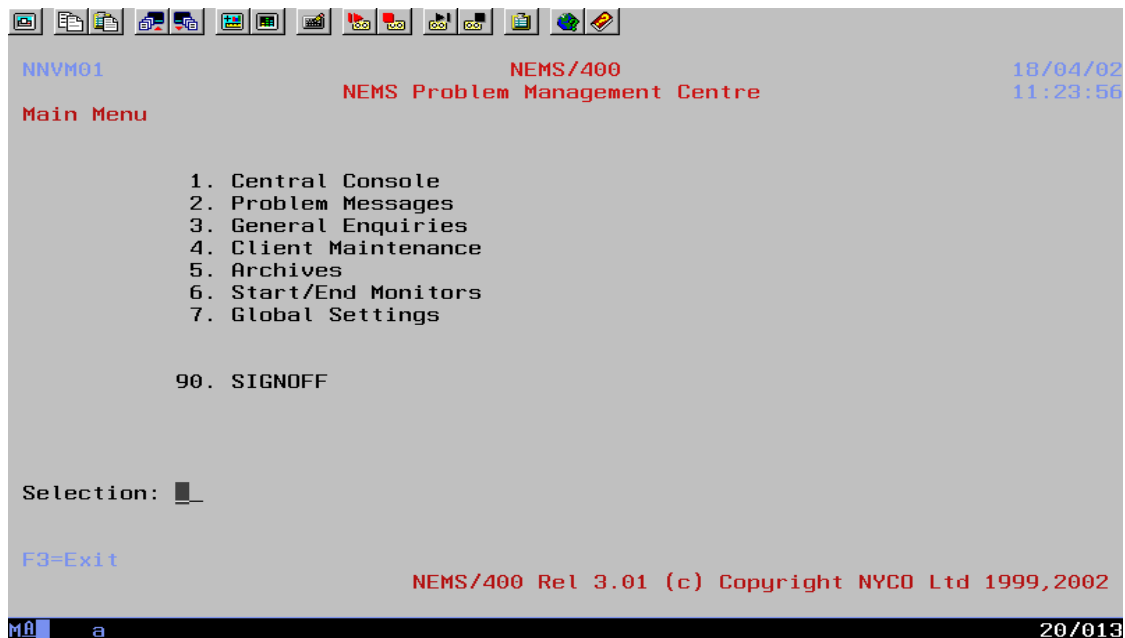 NNVM01 NEMS/400 18/04/02
NEMS Problem Management Centre 11:23:56
Main Menu
1. Central Console
2. Problem Messages
3. General Enquiries
4. Client Maintenance
5. Archives
6. Start/End Monitors
7. Global Settings
90. SIGNOFF
Selection: _
F3=Exit
NEMS/400 Rel 3.01 (c) Copyright NYCO Ltd 1999,2002
MA a 20/013